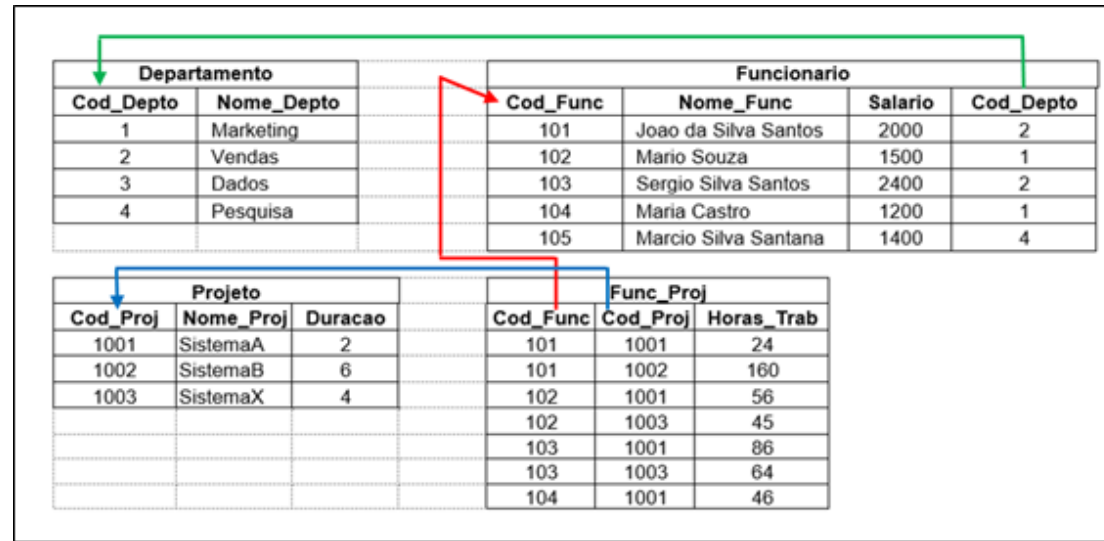 Departamento Funcionario
Cod_Depto Nome_Depto Cod_Func Nome_Func Salario Cod_Depto
1 Marketing 101 Joao da Silva Santos 2000 2
2 Vendas 102 Mario Souza 1500 1
3 Dados 103 Sergio Silva Santos 2400 2
4 Pesquisa 104 Maria Castro 1200 1
105 Marcio Silva Santana 1400 4
Projeto Func_Proj
Cod_Proj Nome_Proj Duracao Cod_Func Cod_Proj Horas_Trab
1001 SistemaA 2 101 1001 24
1002 SistemaB 6 101 1002 160
1003 SistemaX 4 102 1001 56
102 1003 45
103 1001 86
103 1003 64
104 1001 46